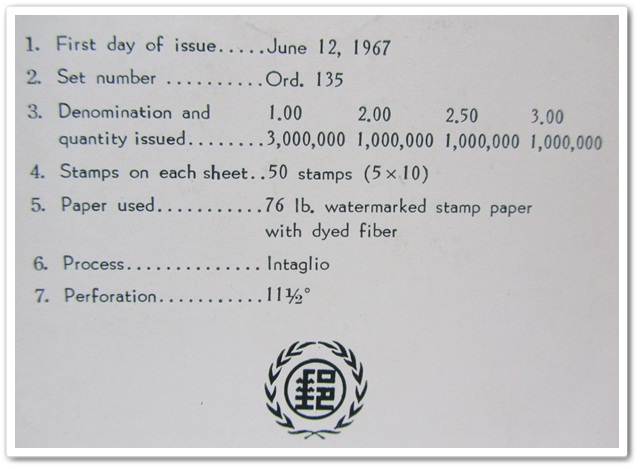 1. First day of issue.....June 12, 1967
2. Set number ..........Ord. 135
3. Denomination and 1.00 2.00 2.50 3.00
quantity issued........3,000,000 1,000,000 1,000,000 1,000,000
4. Stamps on each sheet..50 stamps (5×10)
5. Paper used...........76 lb. watermarked stamp paper
with dyed fiber
6. Process..............Intaglio
7. Perforation...........11½°
郵